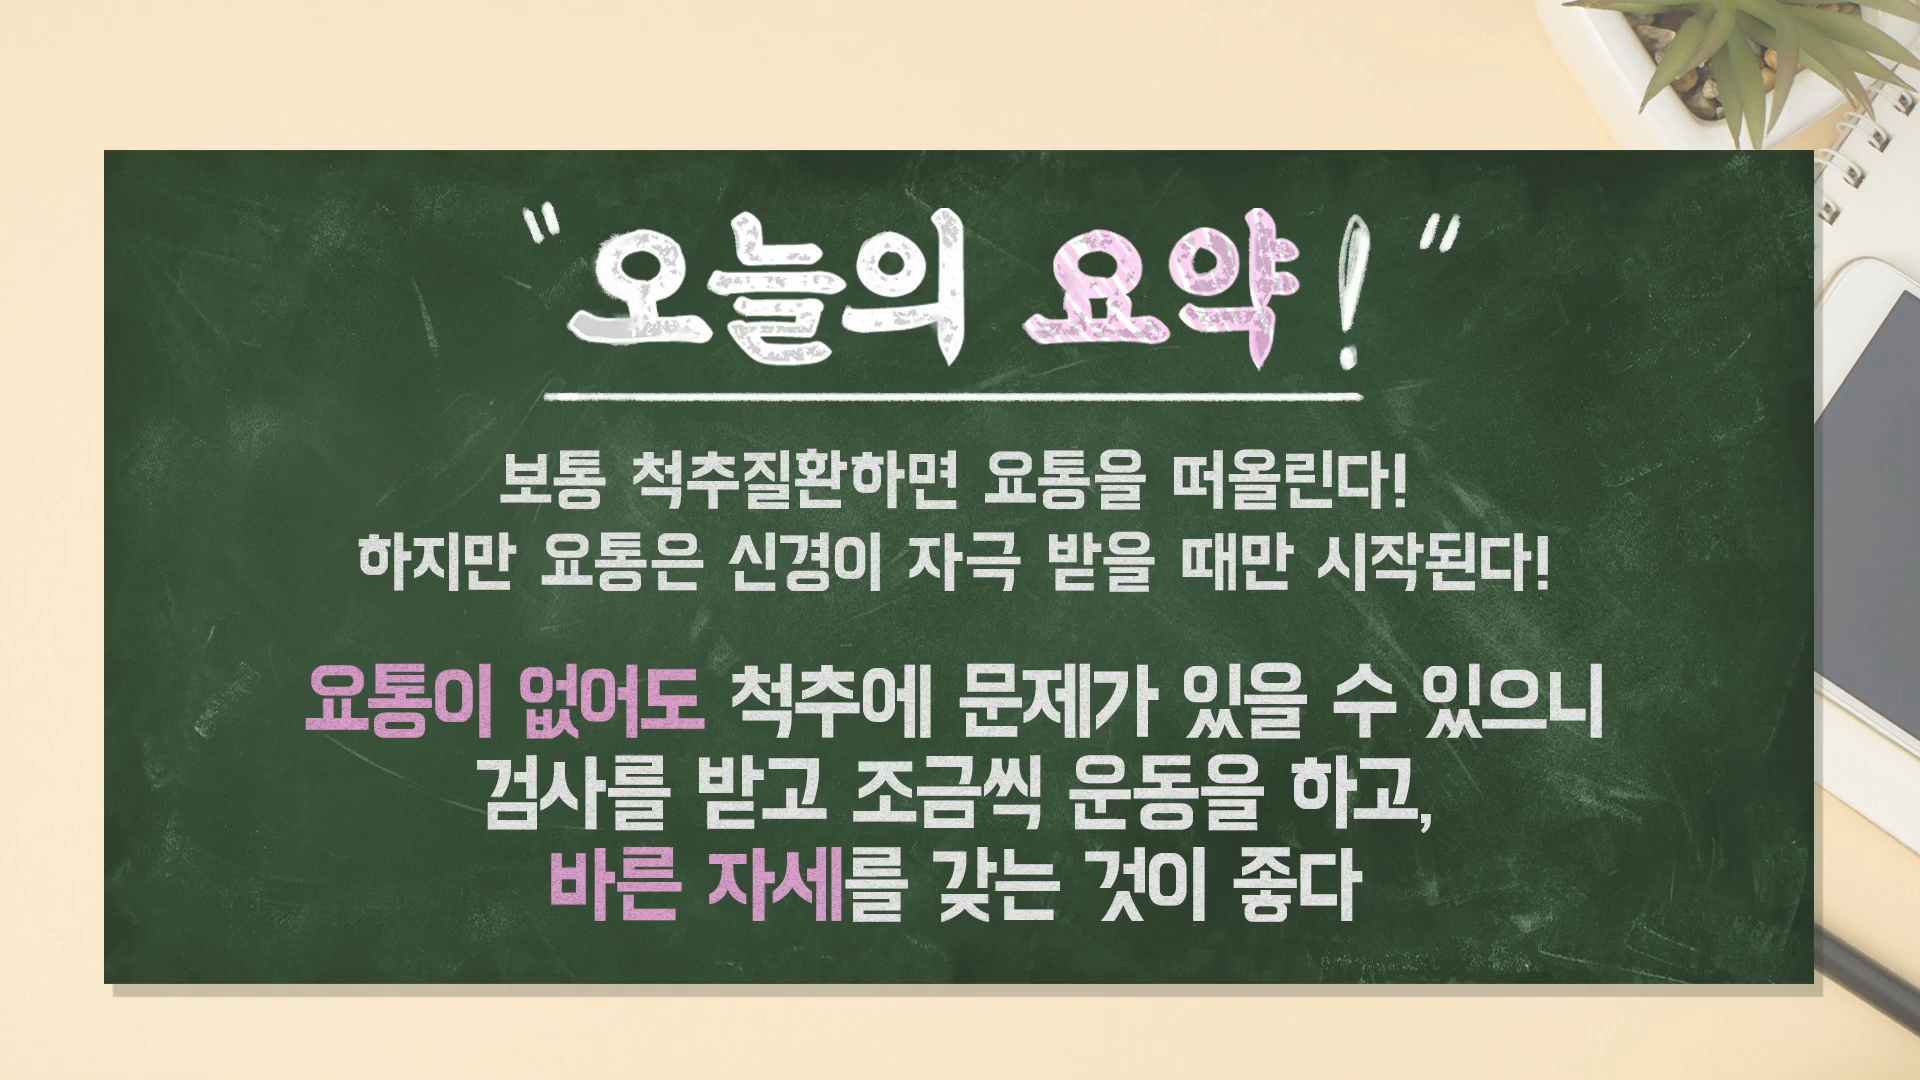 "오늘의 요약!"
보통 척추질환하면 요통을 떠올린다!
하지만 요통은 신경이 자극 받을 때만 시작된다!
요통이 없어도 척추에 문제가 있을 수 있으니
검사를 받고 조금씩 운동을 하고,
바른 자세를 갖는 것이 좋다